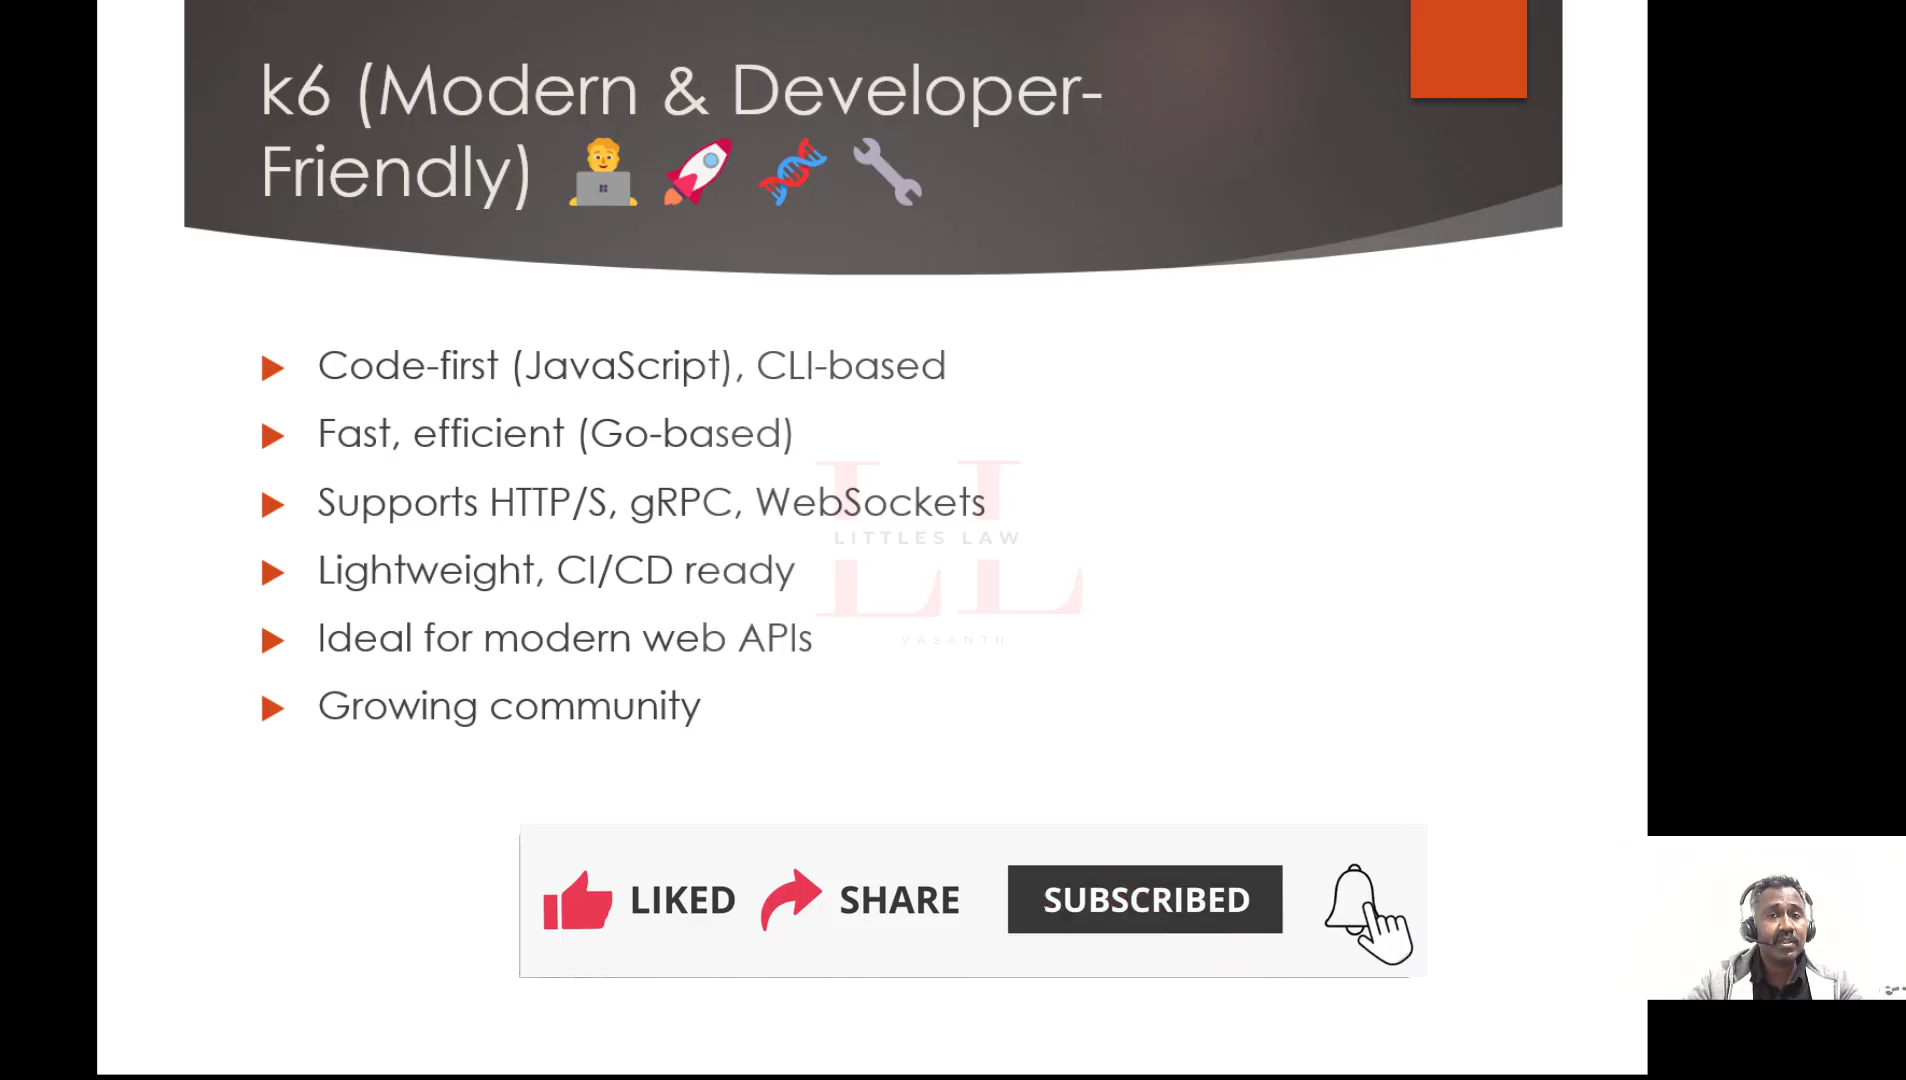 k6 (Modern & Developer-
Friendly)
Code-first (JavaScript), CLI-based
Fast, efficient (Go-based)
Supports HTTP/S, gRPC, WebSockets
LITTLES LAW
Lightweight, CI/CD ready
Ideal for modern web APIs
VASANTH
Growing community
LIKED SHARE SUBSCRIBED